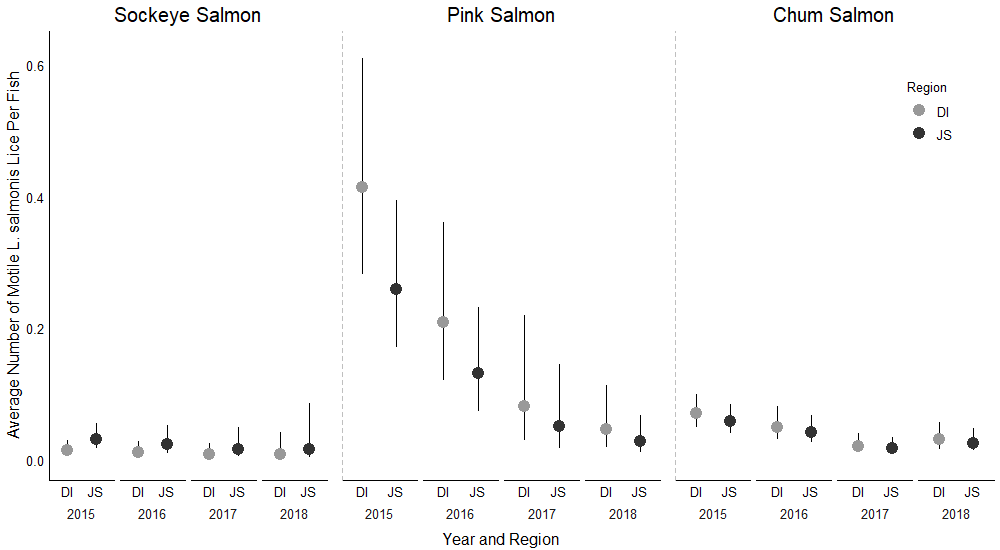 Sockeye Salmon Pink Salmon Chum Salmon
Average Number of Motile L. salmonis Lice Per Fish
0.6
0.4
0.2
0.0
Region
DI
JS
DI JS DI JS DI JS DI JS DI JS DI JS DI JS DI JS DI JS DI JS DI JS DI JS
2015 2016 2017 2018 2015 2016 2017 2018 2015 2016 2017 2018
Year and Region